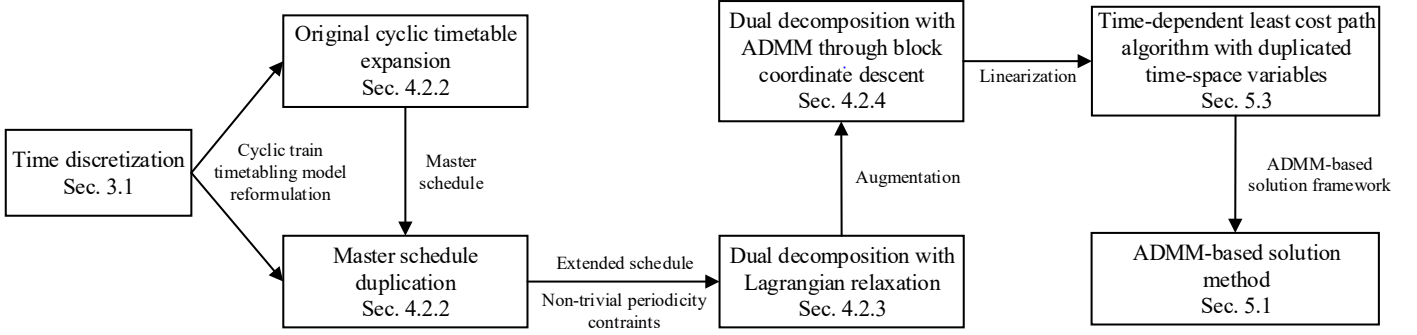 Time discretization
Sec. 3.1
Cyclic train
timetabling model
reformulation
Original cyclic timetable
expansion
Sec. 4.2.2
Master
schedule
Master schedule
duplication
Sec. 4.2.2
Extended schedule
Non-trivial periodicity
contraints
Dual decomposition with
Lagrangian relaxation
Sec. 4.2.3
Augmentation
Dual decomposition with
ADMM through block
coordinate descent
Sec. 4.2.4
Linearization
Time-dependent least cost path
algorithm with duplicated
time-space variables
Sec. 5.3
ADMM-based
solution framework
ADMM-based solution
method
Sec. 5.1